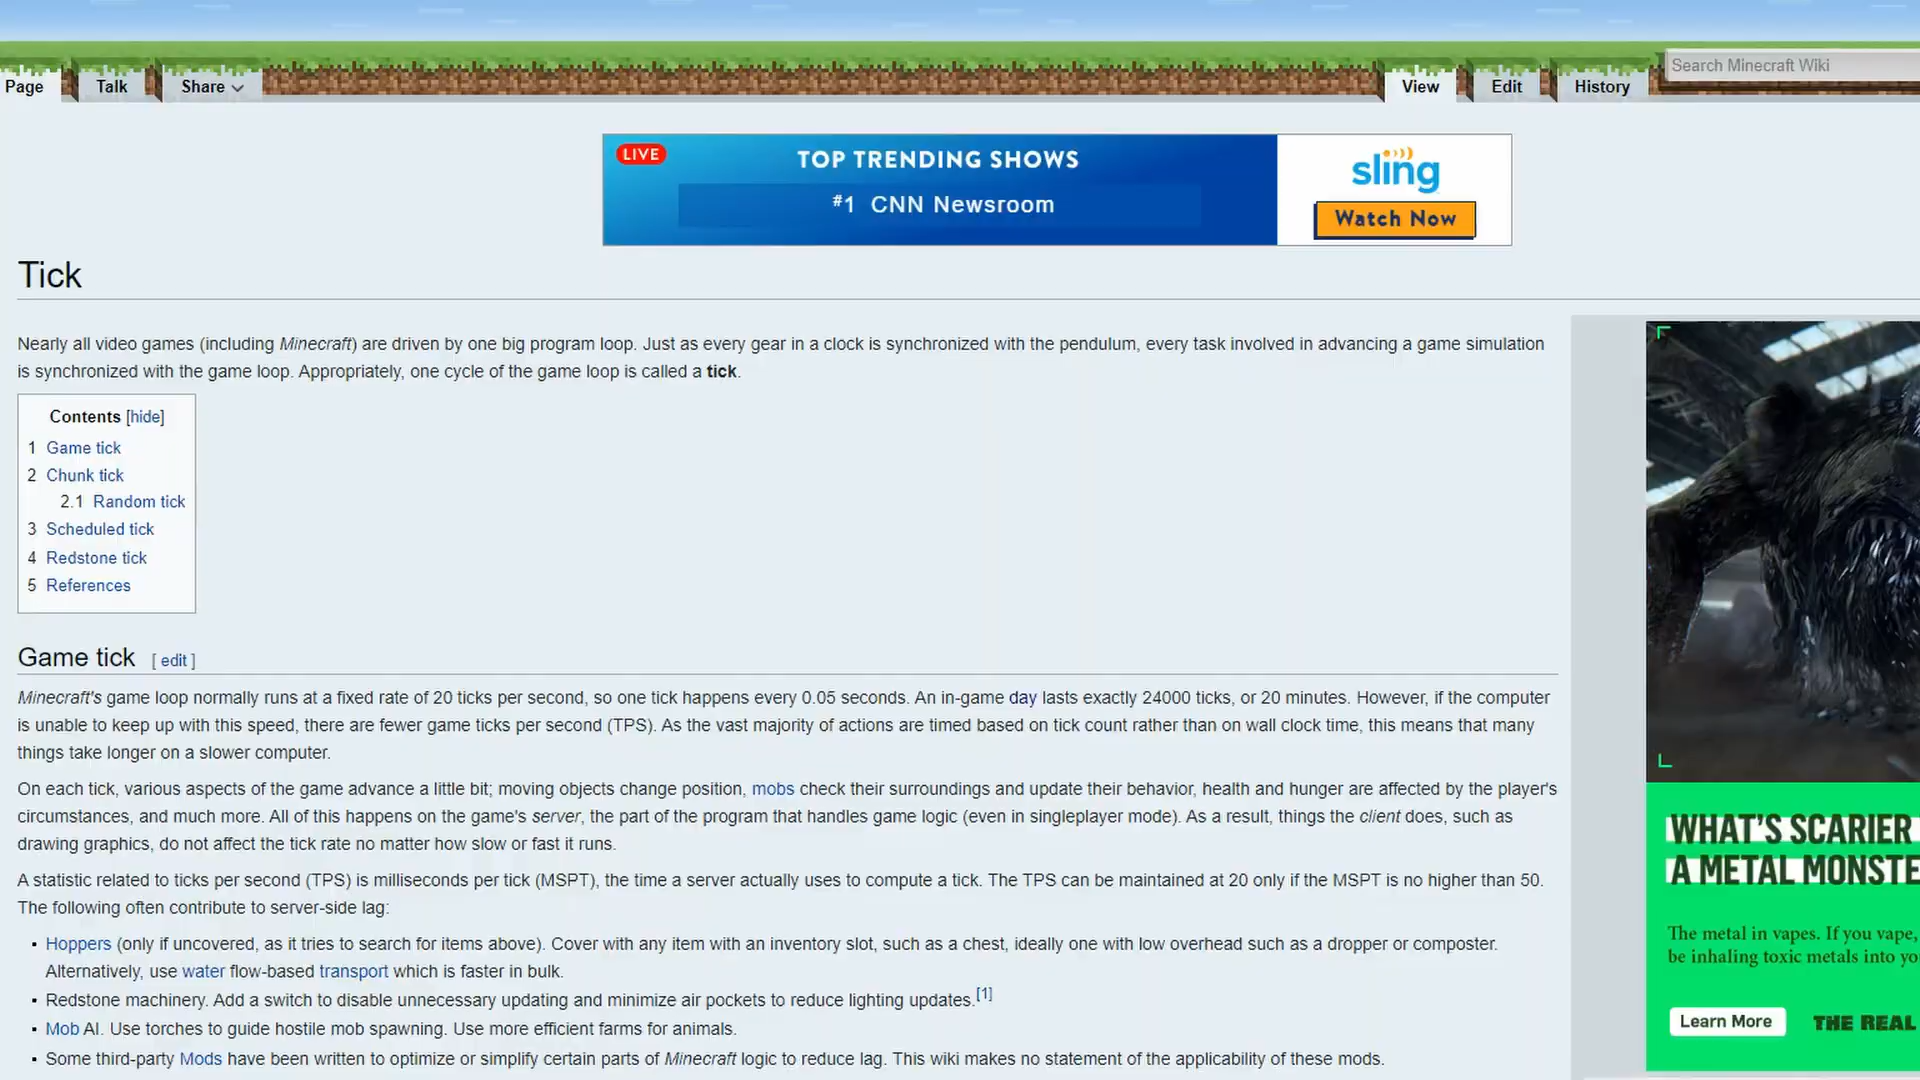 Page
Talk
Share
View
Edit
History
Search Minecraft Wiki
LIVE
TOP TRENDING SHOWS
#1 CNN Newsroom
sling
Watch Now
Tick
Nearly all video games (including Minecraft) are driven by one big program loop. Just as every gear in a clock is synchronized with the pendulum, every task involved in advancing a game simulation
is synchronized with the game loop. Appropriately, one cycle of the game loop is called a tick.
Contents [hide]
1 Game tick
2 Chunk tick
2.1 Random tick
3 Scheduled tick
4 Redstone tick
5 References
Game tick [ edit ]
Minecraft's game loop normally runs at a fixed rate of 20 ticks per second, so one tick happens every 0.05 seconds. An in-game day lasts exactly 24000 ticks, or 20 minutes. However, if the computer
is unable to keep up with this speed, there are fewer game ticks per second (TPS). As the vast majority of actions are timed based on tick count rather than on wall clock time, this means that many
things take longer on a slower computer.
On each tick, various aspects of the game advance a little bit; moving objects change position, mobs check their surroundings and update their behavior, health and hunger are affected by the player's
circumstances, and much more. All of this happens on the game's server, the part of the program that handles game logic (even in singleplayer mode). As a result, things the client does, such as
drawing graphics, do not affect the tick rate no matter how slow or fast it runs.
A statistic related to ticks per second (TPS) is milliseconds per tick (MSPT), the time a server actually uses to compute a tick. The TPS can be maintained at 20 only if the MSPT is no higher than 50.
The following often contribute to server-side lag:
▪ Hoppers (only if uncovered, as it tries to search for items above). Cover with any item with an inventory slot, such as a chest, ideally one with low overhead such as a dropper or composter.
Alternatively, use water flow-based transport which is faster in bulk.
▪ Redstone machinery. Add a switch to disable unnecessary updating and minimize air pockets to reduce lighting updates.[1]
▪ Mob AI. Use torches to guide hostile mob spawning. Use more efficient farms for animals.
▪ Some third-party Mods have been written to optimize or simplify certain parts of Minecraft logic to reduce lag. This wiki makes no statement of the applicability of these mods.
WHAT'S SCARIER
A METAL MONSTE
The metal in vapes. If you vape,
be inhaling toxic metals into yo
Learn More
THE REAL